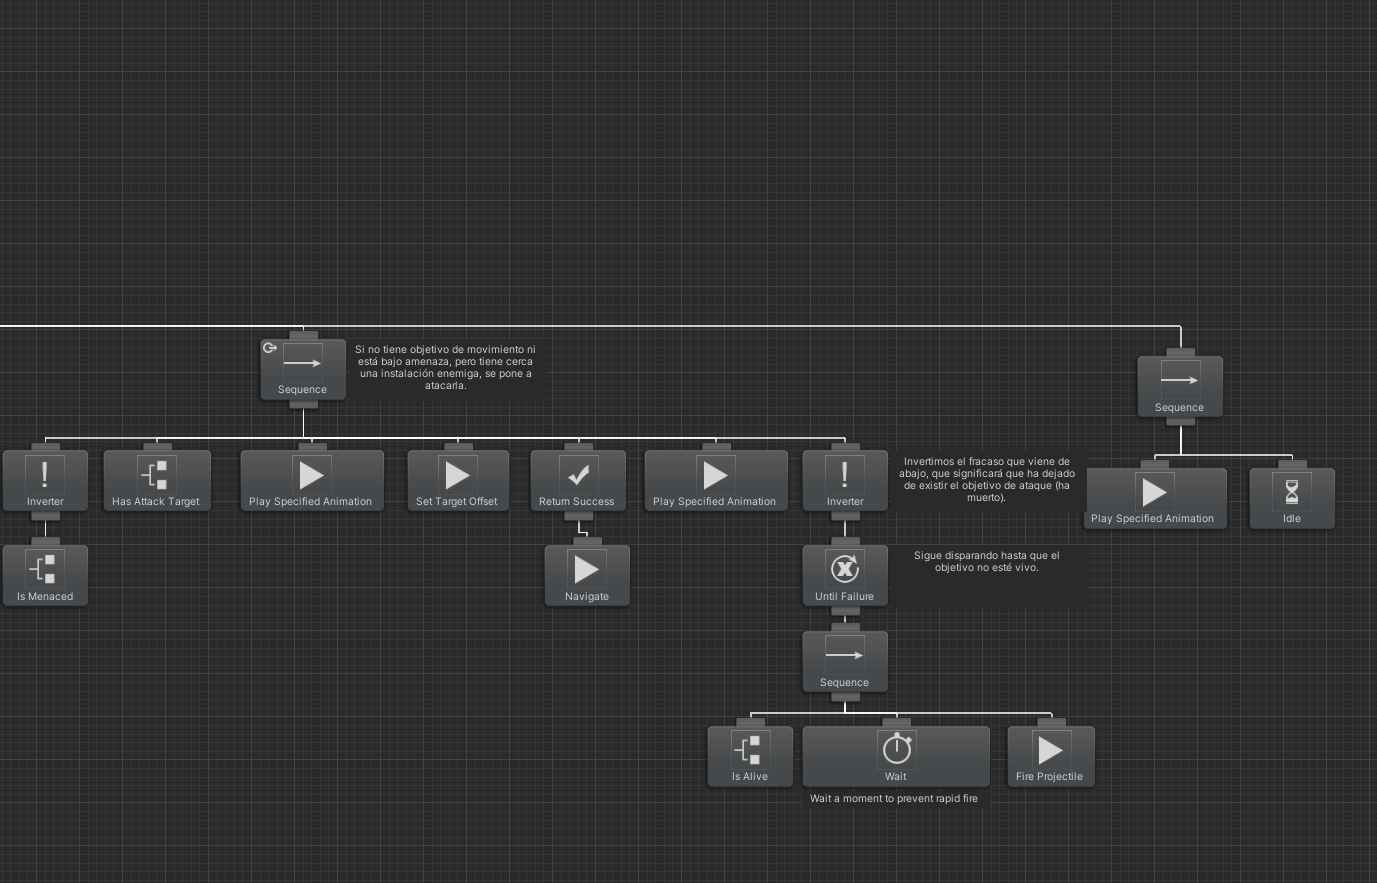 Si no tiene objetivo de movimiento ni
está bajo amenaza, pero tiene cerca
una instalación enemiga, se pone a
atacarla.
Sequence
Sequence
Inverter
Has Attack Target
Play Specified Animation
Set Target Offset
Return Success
Play Specified Animation
Inverter
Invertimos el fracaso que viene de
abajo, que significará que ha dejado
de existir el objetivo de ataque (ha
muerto).
Play Specified Animation
Idle
Is Menaced
Navigate
Until Failure
Sigue disparando hasta que el
objetivo no esté vivo.
Sequence
Is Alive
Wait
Fire Projectile
Wait a moment to prevent rapid fire